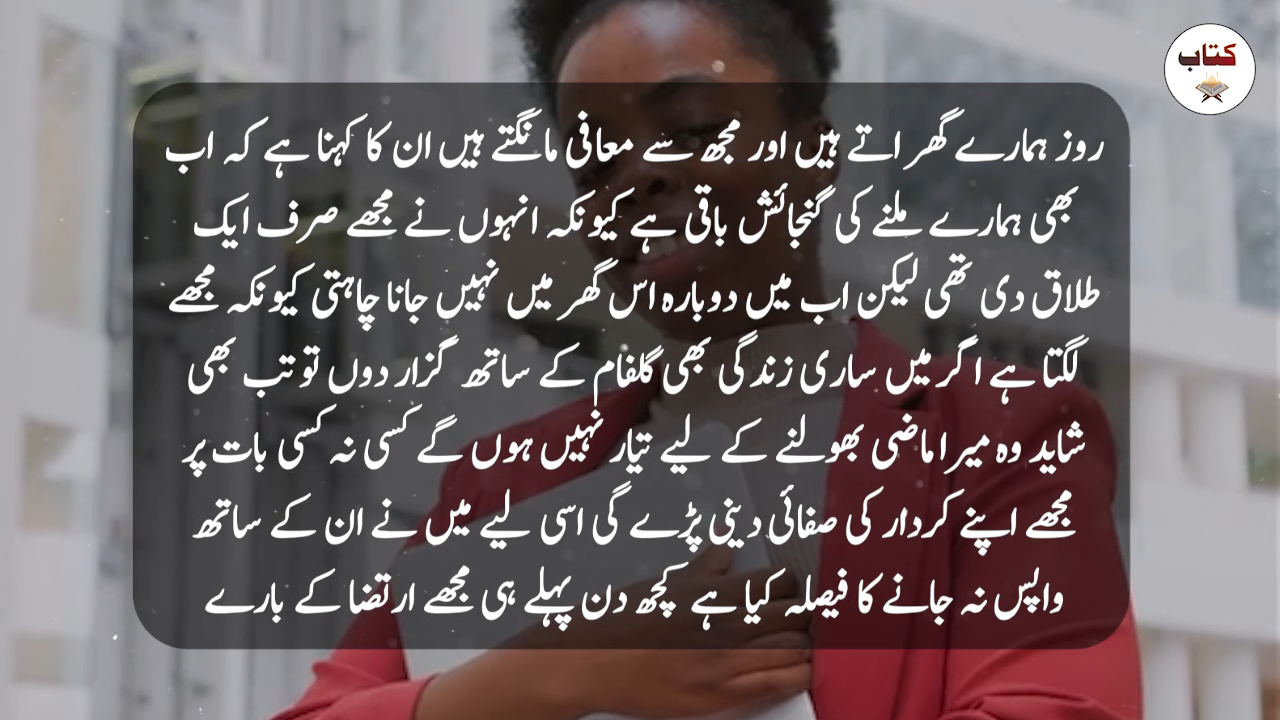 کتاب
روز ہمارے گھر اتے ہیں اور مجھ سے معافی مانگتے ہیں ان کا کہنا ہے کہ اب
بھی ہمارے ملنے کی گنجائش باقی ہے کیونکہ انہوں نے مجھے صرف ایک
طلاق دی تھی لیکن اب میں دوبارہ اس گھر میں نہیں جانا چاہتی کیونکہ مجھے
لگتا ہے اگر میں ساری زندگی بھی گلفام کے ساتھ گزار دوں تو تب بھی
شاید وہ میرا ماضی بھولنے کے لیے تیار نہیں ہوں گے کسی نہ کسی بات پر
مجھے اپنے کردار کی صفائی دینی پڑے گی اسی لیے میں نے ان کے ساتھ
واپس نہ جانے کا فیصلہ کیا ہے کچھ دن پہلے ہی مجھے ارتضا کے بارے